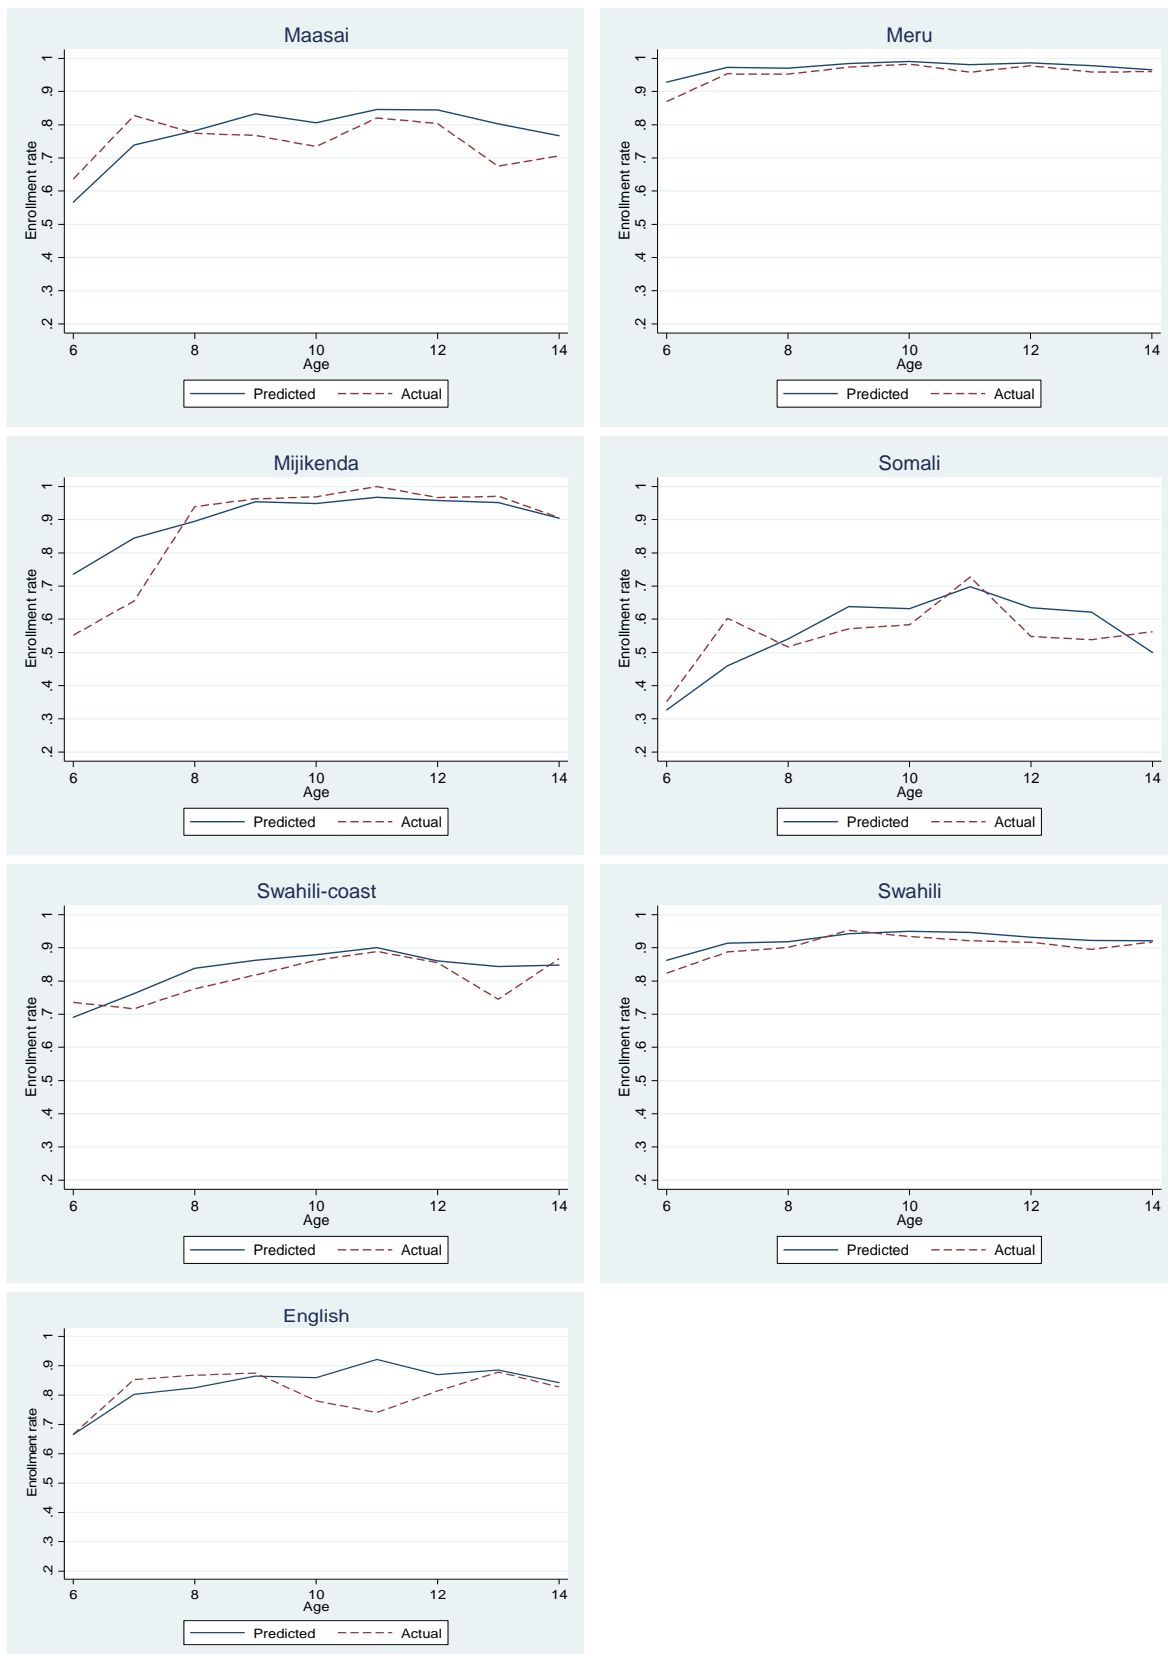 Maasai
Enrollment rate
1
.9
.8
.7
.6
.5
.4
.3
.2
6 8 10 12 14
Age
Predicted Actual
Meru
Enrollment rate
1
.9
.8
.7
.6
.5
.4
.3
.2
6 8 10 12 14
Age
Predicted Actual
Mijikenda
Enrollment rate
1
.9
.8
.7
.6
.5
.4
.3
.2
6 8 10 12 14
Age
Predicted Actual
Somali
Enrollment rate
1
.9
.8
.7
.6
.5
.4
.3
.2
6 8 10 12 14
Age
Predicted Actual
Swahili-coast
Enrollment rate
1
.9
.8
.7
.6
.5
.4
.3
.2
6 8 10 12 14
Age
Predicted Actual
Swahili
Enrollment rate
1
.9
.8
.7
.6
.5
.4
.3
.2
6 8 10 12 14
Age
Predicted Actual
English
Enrollment rate
1
.9
.8
.7
.6
.5
.4
.3
.2
6 8 10 12 14
Age
Predicted Actual